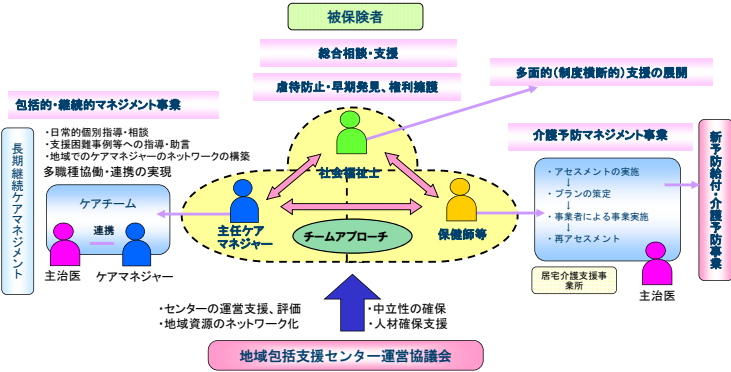 被保険者
総合相談・支援
虐待防止・早期発見、権利擁護
多面的(制度横断的)支援の展開
包括的・継続的マネジメント事業
・日常的個別指導・相談
・支援困難事例等への指導・助言
・地域でのケアマネジャーのネットワークの構築
多職種協働・連携の実現
長期継続ケアマネジメント
ケアチーム
連携
主治医
ケアマネジャー
社会福祉士
主任ケア
マネジャー
保健師等
チームアプローチ
介護予防マネジメント事業
・アセスメントの実施
↓
・プランの策定
↓
・事業者による事業実施
↓
・再アセスメント
居宅介護支援事
業所
主治医
新予防給付・介護予防事業
・センターの運営支援、評価
・地域資源のネットワーク化
・中立性の確保
・人材確保支援
地域包括支援センター運営協議会